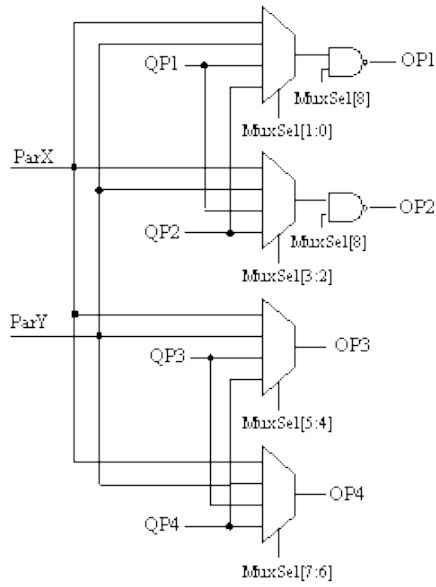 QP1
OP1
MuxSel[8]
MuxSel[1:0]
ParX
QP2
OP2
MuxSel[8]
MuxSel[3:2]
ParY
QP3
OP3
MuxSel[5:4]
QP4
OP4
MuxSel[7:6]